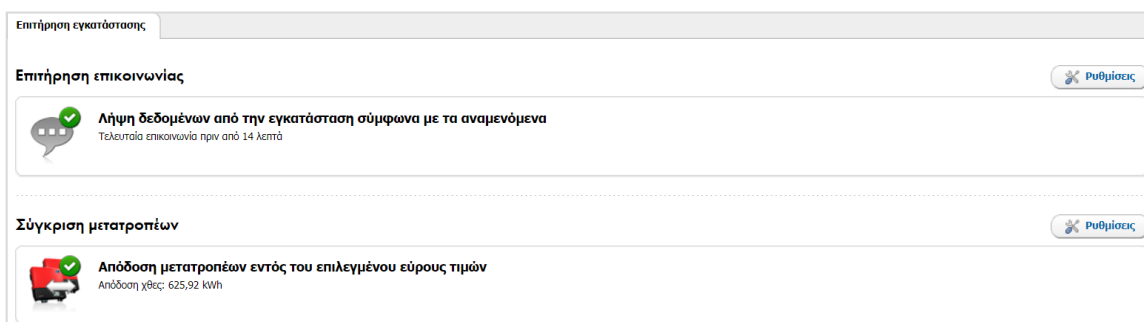 Επιτήρηση εγκατάστασης
Επιτήρηση επικοινωνίας
Ρυθμίσεις
Λήψη δεδομένων από την εγκατάσταση σύμφωνα με τα αναμενόμενα
Τελευταία επικοινωνία πριν από 14 λεπτά
Σύγκριση μετατροπέων
Ρυθμίσεις
Απόδοση μετατροπέων εντός του επιλεγμένου εύρους τιμών
Απόδοση χθες: 625,92 kWh